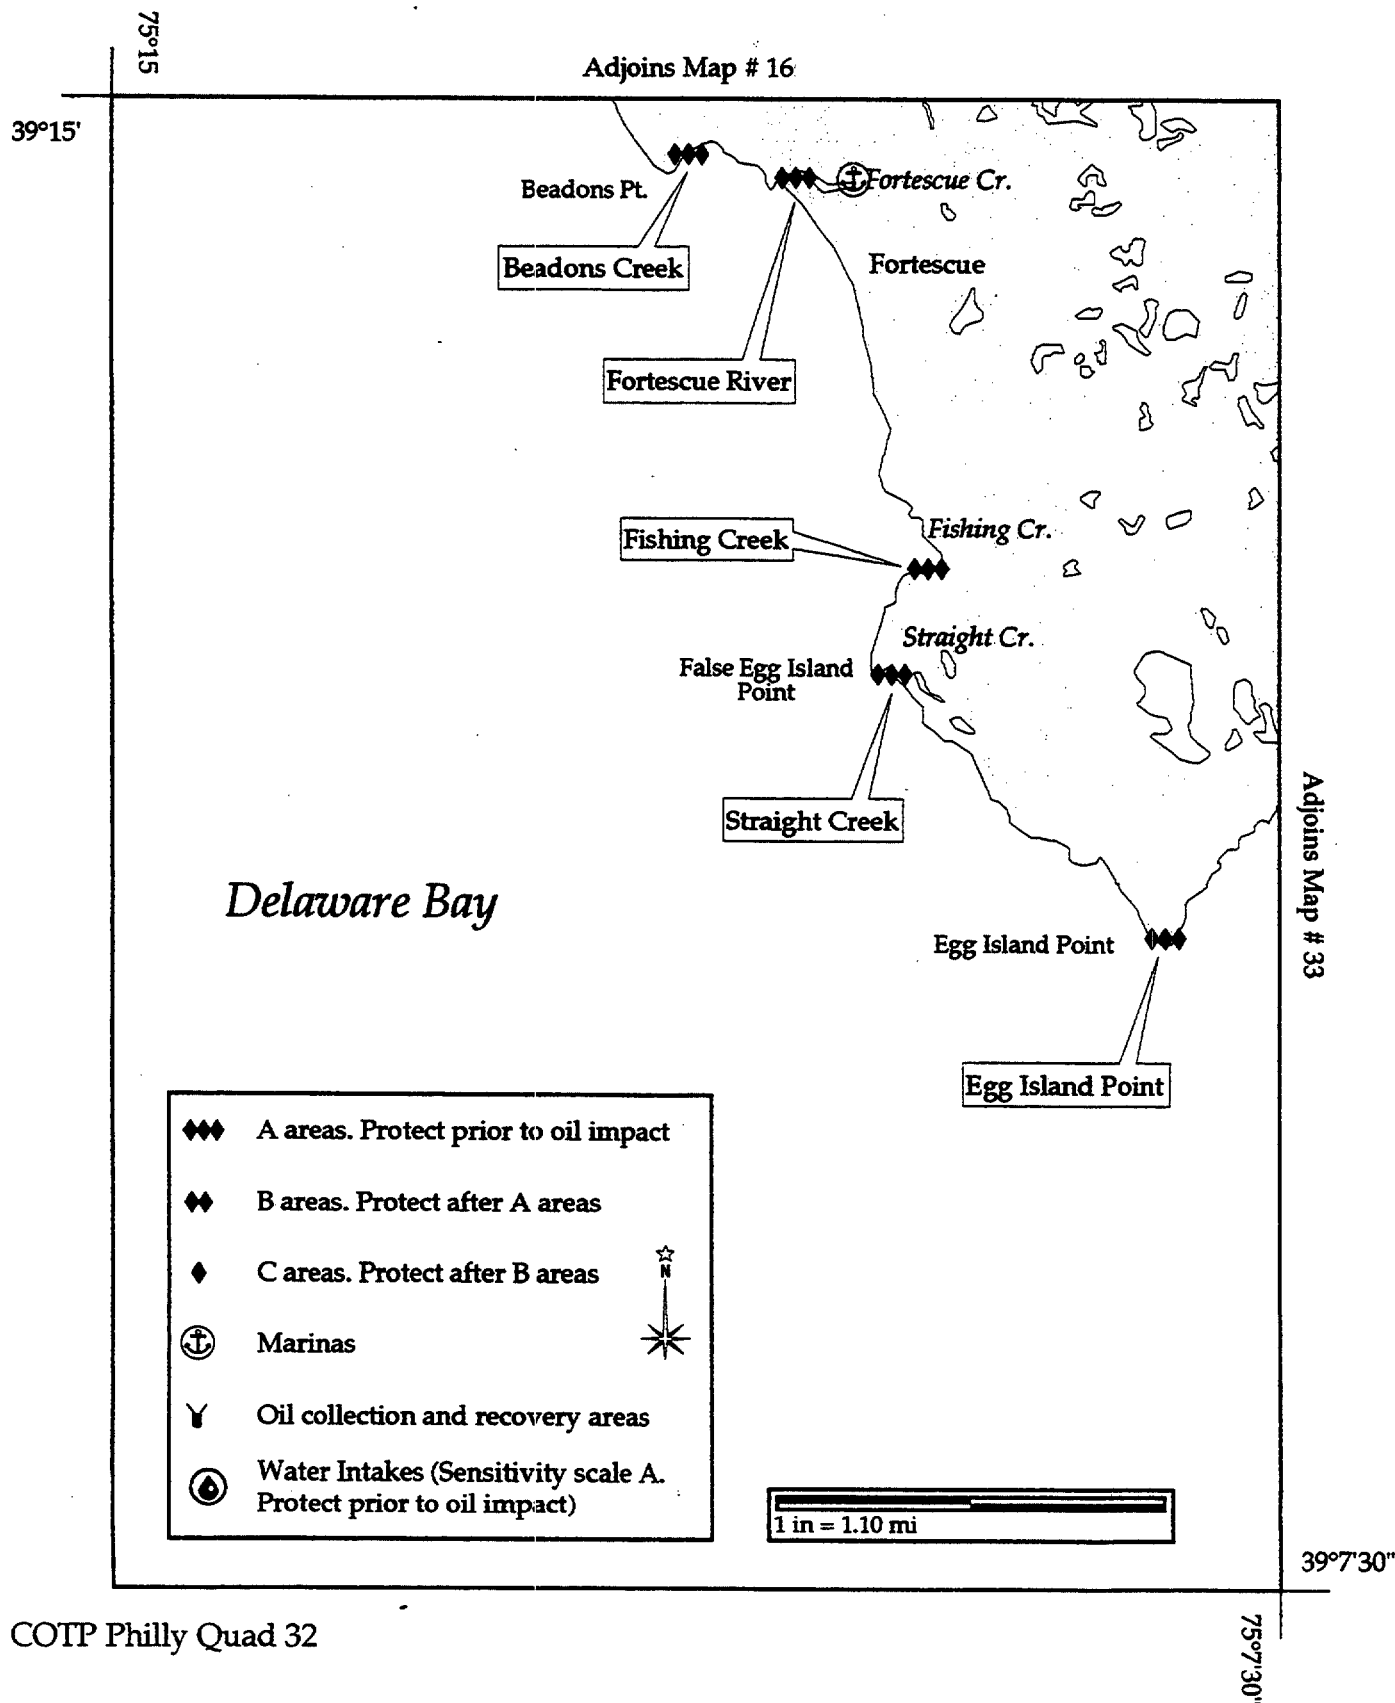 75°15
Adjoins Map # 16
39°15'
Beadons Pt.
Fortescue Cr.
Beadons Creek
Fortescue
Fortescue River
Fishing Cr.
Fishing Creek
Straight Cr.
False Egg Island
Point
Straight Creek
Adjoins Map # 33
Delaware Bay
Egg Island Point
Egg Island Point
A areas. Protect prior to oil impact
B areas. Protect after A areas
C areas. Protect after B areas
N
Marinas
Oil collection and recovery areas
Water Intakes (Sensitivity scale A.
Protect prior to oil impact)
1 in = 1.10 mi
39°7'30"
COTP Philly Quad 32
75°7'30"